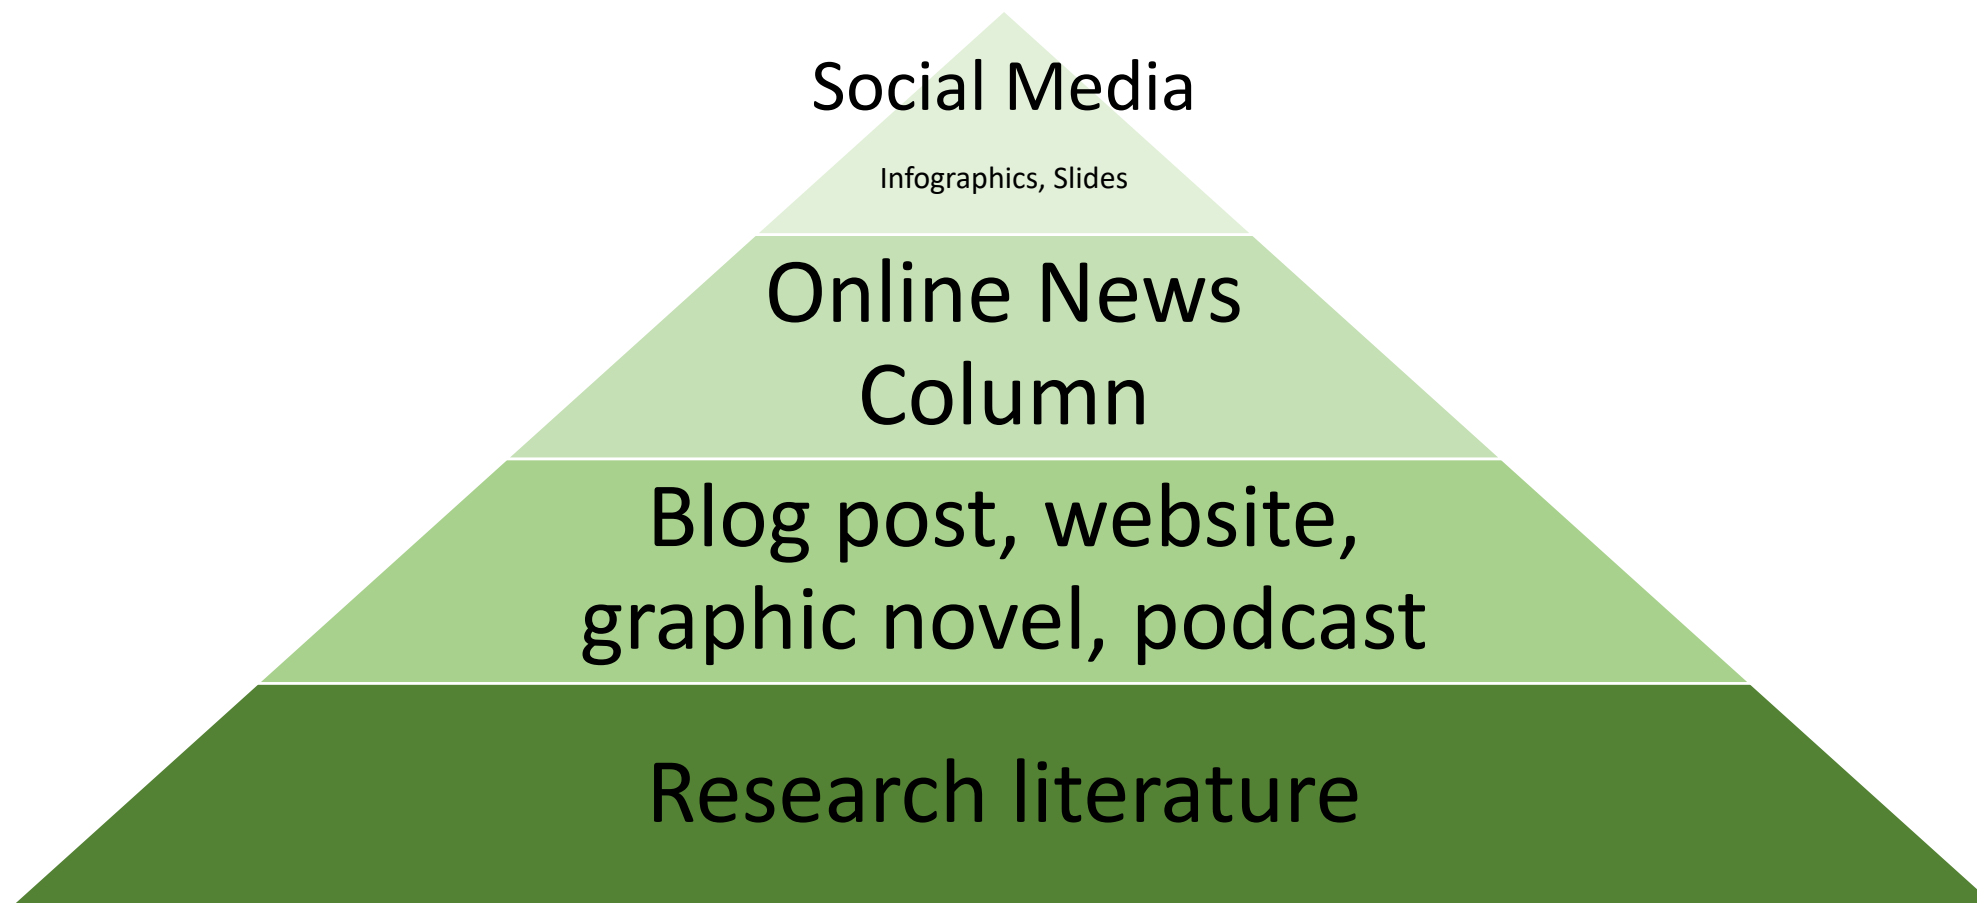 Social Media
Infographics, Slides
Online News
Column
Blog post, website,
graphic novel, podcast
Research literature